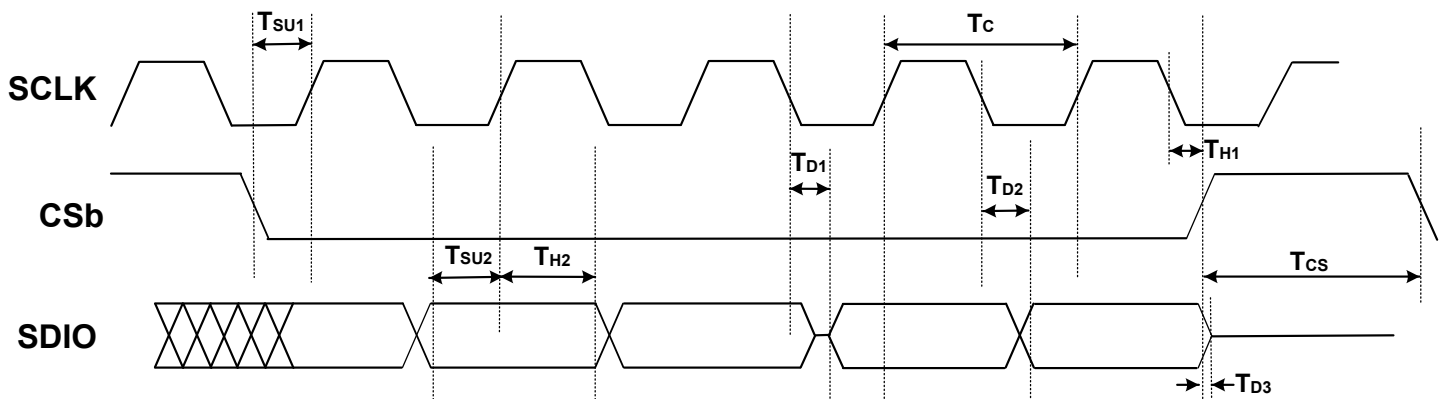 TSU1
TC
SCLK
TD1
TH1
TD2
CSb
TSU2
TH2
TCS
SDIO
TD3